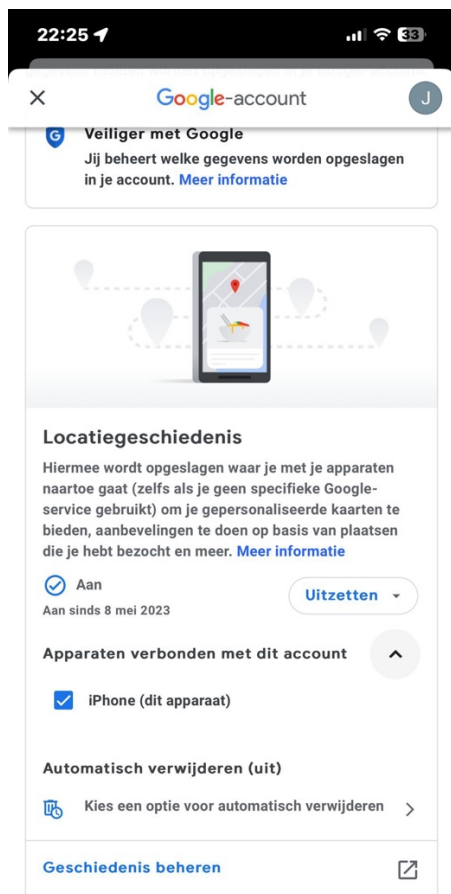 22:25
33
Google-account
J
G
Veiliger met Google
Jij beheert welke gegevens worden opgeslagen
in je account. Meer informatie
Locatiegeschiedenis
Hiermee wordt opgeslagen waar je met je apparaten
naartoe gaat (zelfs als je geen specifieke Google-
service gebruikt) om je gepersonaliseerde kaarten te
bieden, aanbevelingen te doen op basis van plaatsen
die je hebt bezocht en meer. Meer informatie
Aan
Uitzetten
Aan sinds 8 mei 2023
Apparaten verbonden met dit account
iPhone (dit apparaat)
Automatisch verwijderen (uit)
Kies een optie voor automatisch verwijderen
Geschiedenis beheren